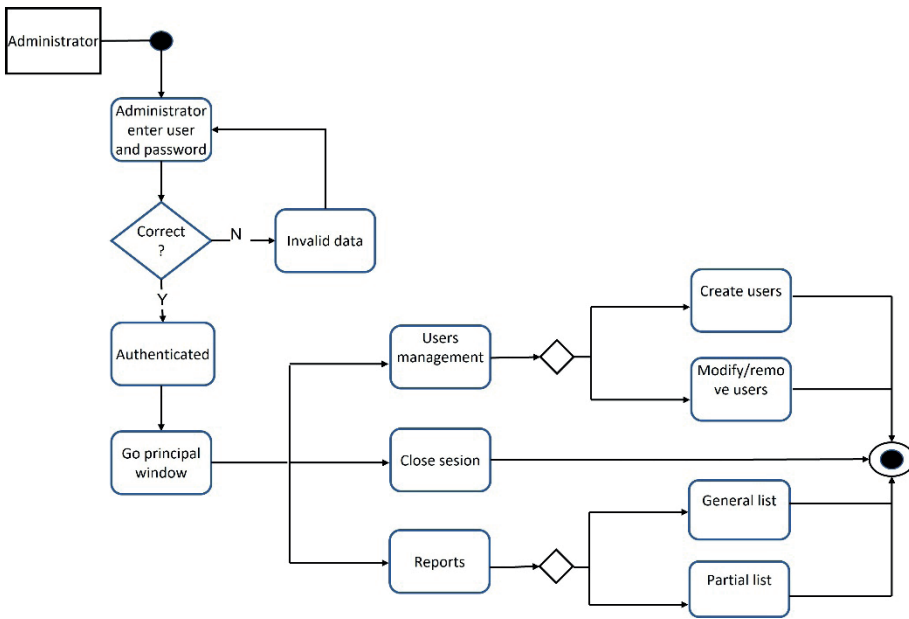 Administrator
Administrator
enter user
and password
Correct
?
N
Invalid data
Y
Authenticated
Go principal
window
Users
management
Create users
Modify/remo
ve users
Close sesion
Reports
General list
Partial list